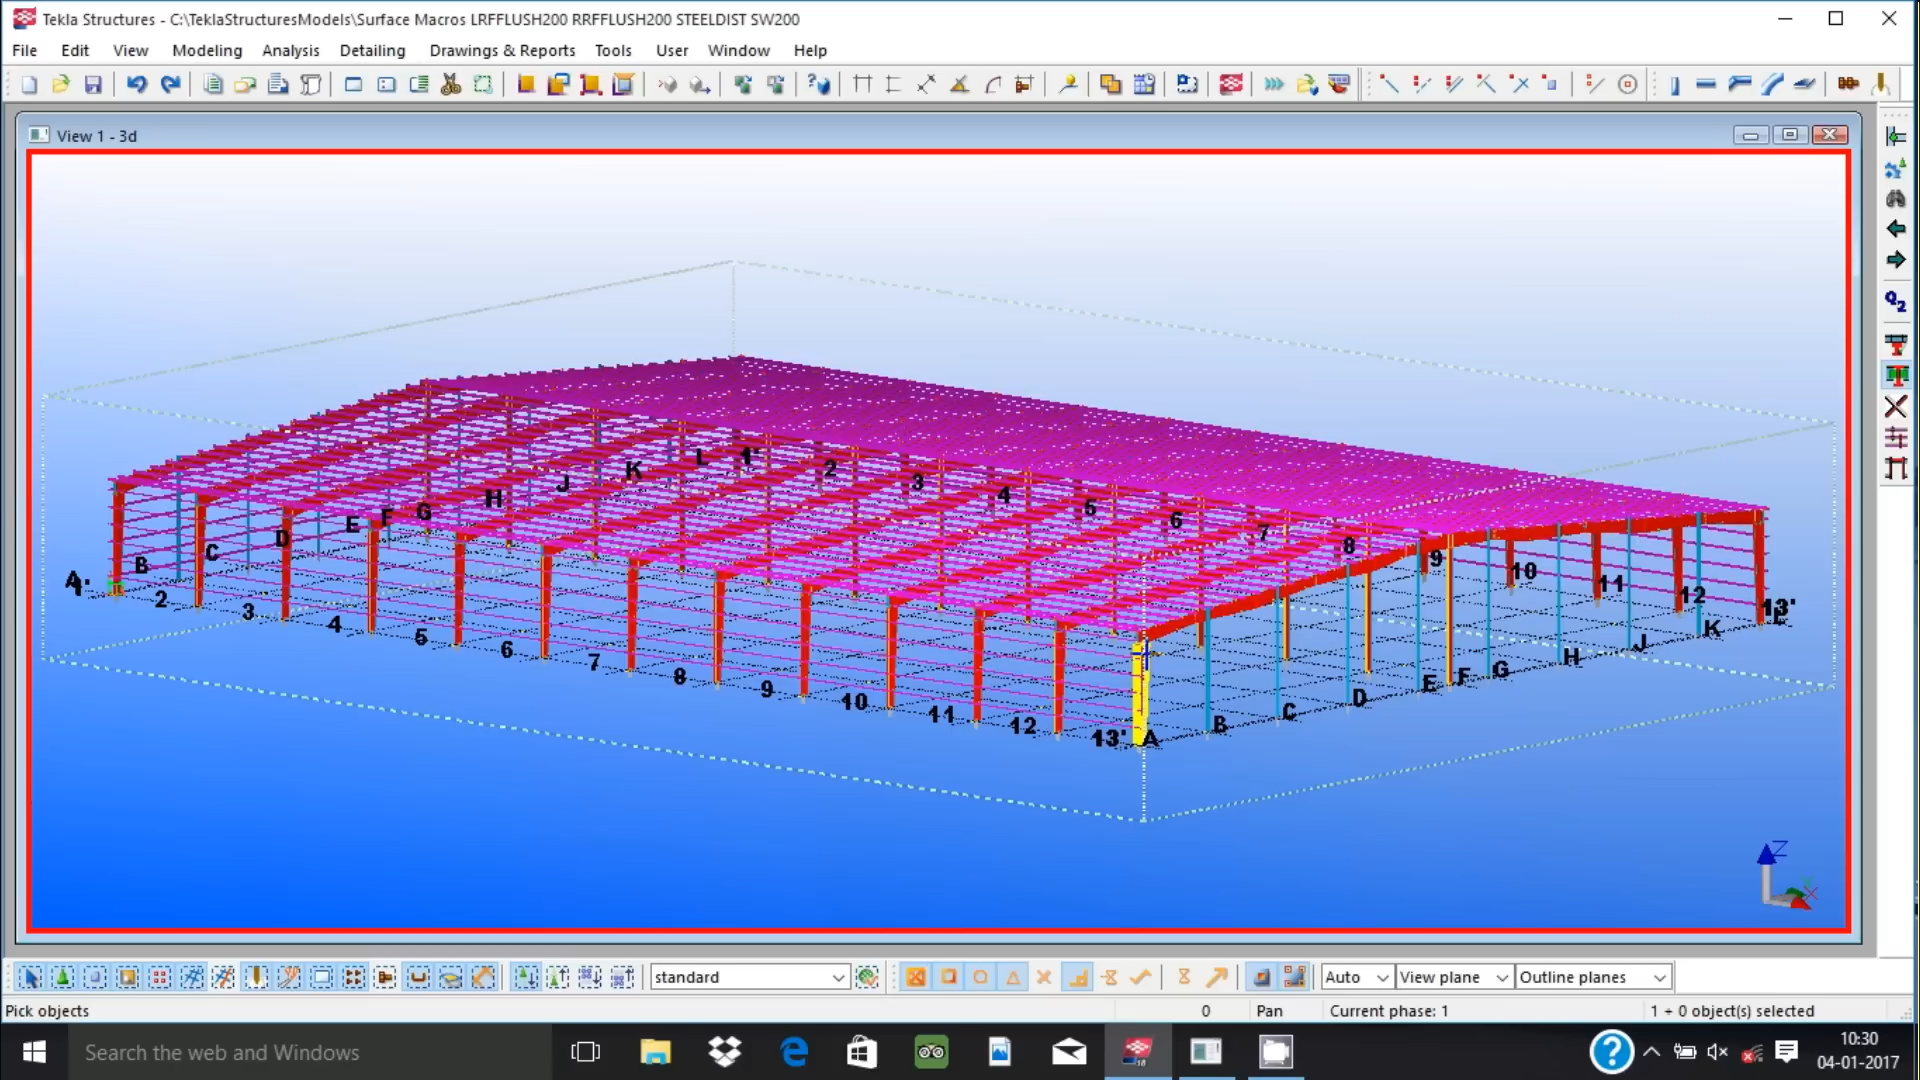 Tekla Structures - C:\TeklaStructuresModels\Surface Macros LRFFLUSH200 RRFFLUSH200 STEELDIST SW200
File Edit View Modeling Analysis Detailing Drawings & Reports Tools User Window Help
View 1 - 3d
L 1'
K 2
J 3
H 4
G 5
F 6
E 7
D 8
C 9
B 10
A 11
1' 12
2 13'
3 K
4 J
5 H
6 G
7 F
8 E
9 D
10 C
11 B
12
13' A
Z
Q2
standard
Auto View plane Outline planes
Pick objects
0 Pan Current phase: 1 1 + 0 object(s) selected
Search the web and Windows
10:30
04-01-2017